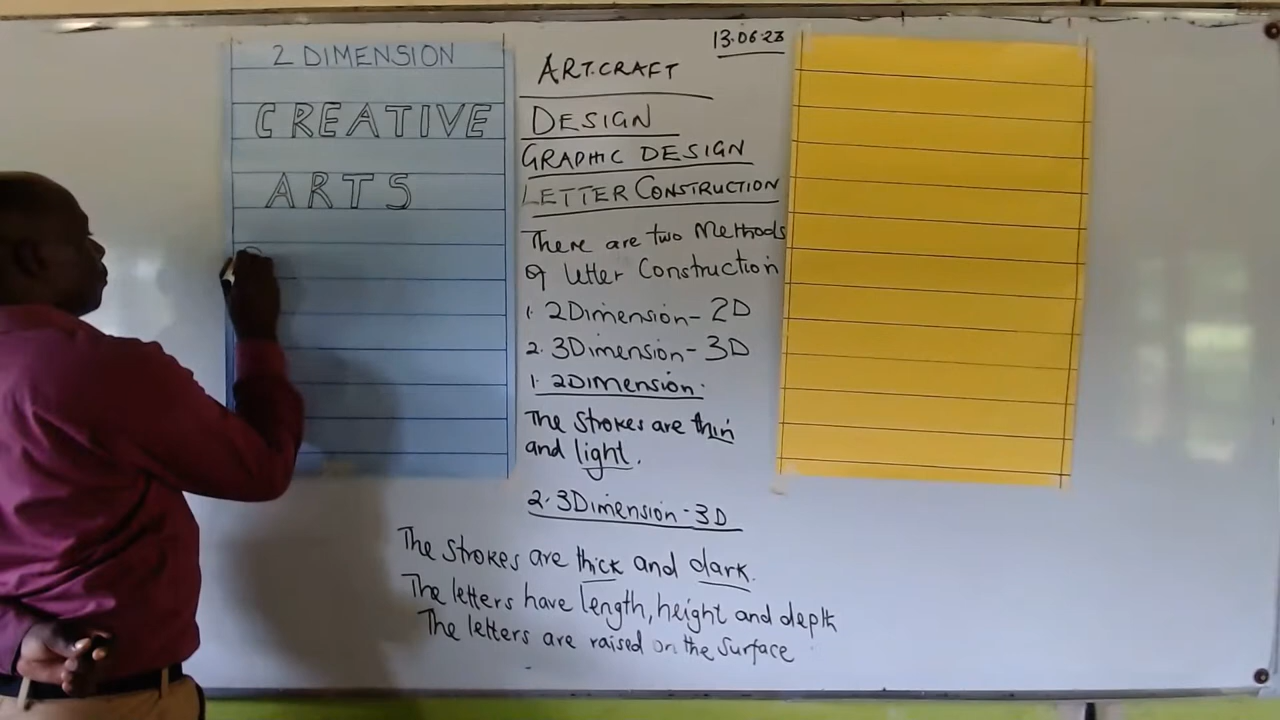 2 DIMENSION
CREATIVE
ARTS
13.06.23
ART.CRAFT
DESIGN
GRAPHIC DESIGN
LETTER CONSTRUCTION
There are two Methods
Of letter Construction
1. 2Dimension- 2D
2. 3Dimension- 3D
1. 2Dimension.
The Strokes are thin
and light.
2. 3Dimension - 3D
The Strokes are thick and dark.
The letters have length, height and depth
The letters are raised on the Surface